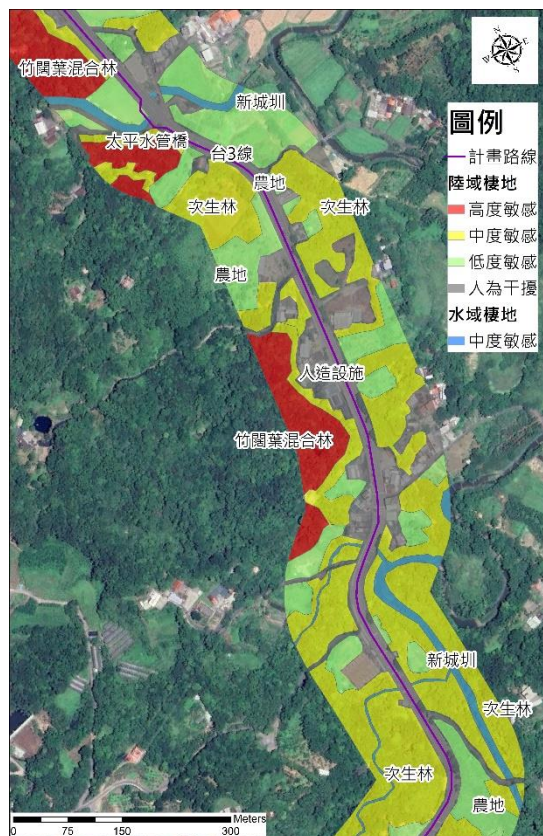 竹闊葉混合林
新城圳
太平水管橋
台3線
農地
次生林
次生林
農地
人造設施
竹闊葉混合林
新城圳
次生林
次生林
農地
圖例
計畫路線
陸域棲地
高度敏感
中度敏感
低度敏感
人為干擾
水域棲地
中度敏感
Meters
0 75 150 300